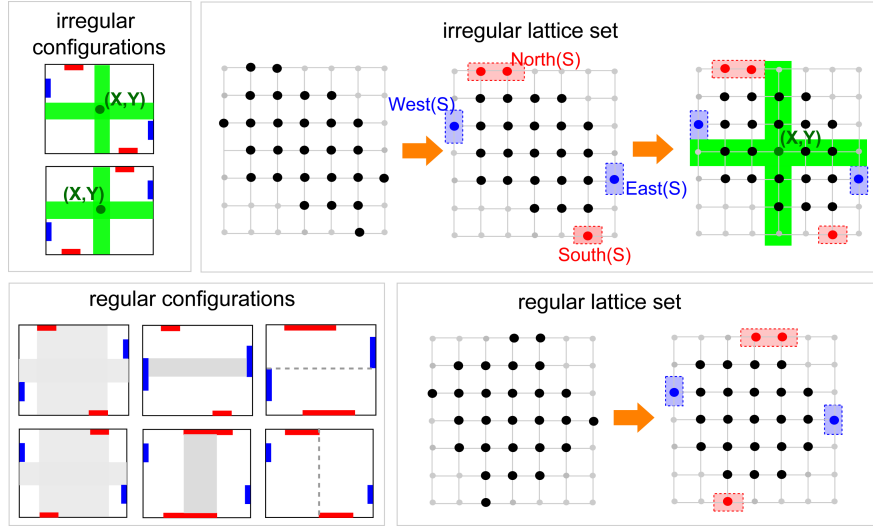 irregular
configurations
(X,Y)
(X,Y)
irregular lattice set
North(S)
West(S)
East(S)
South(S)
(X,Y)
regular configurations
regular lattice set